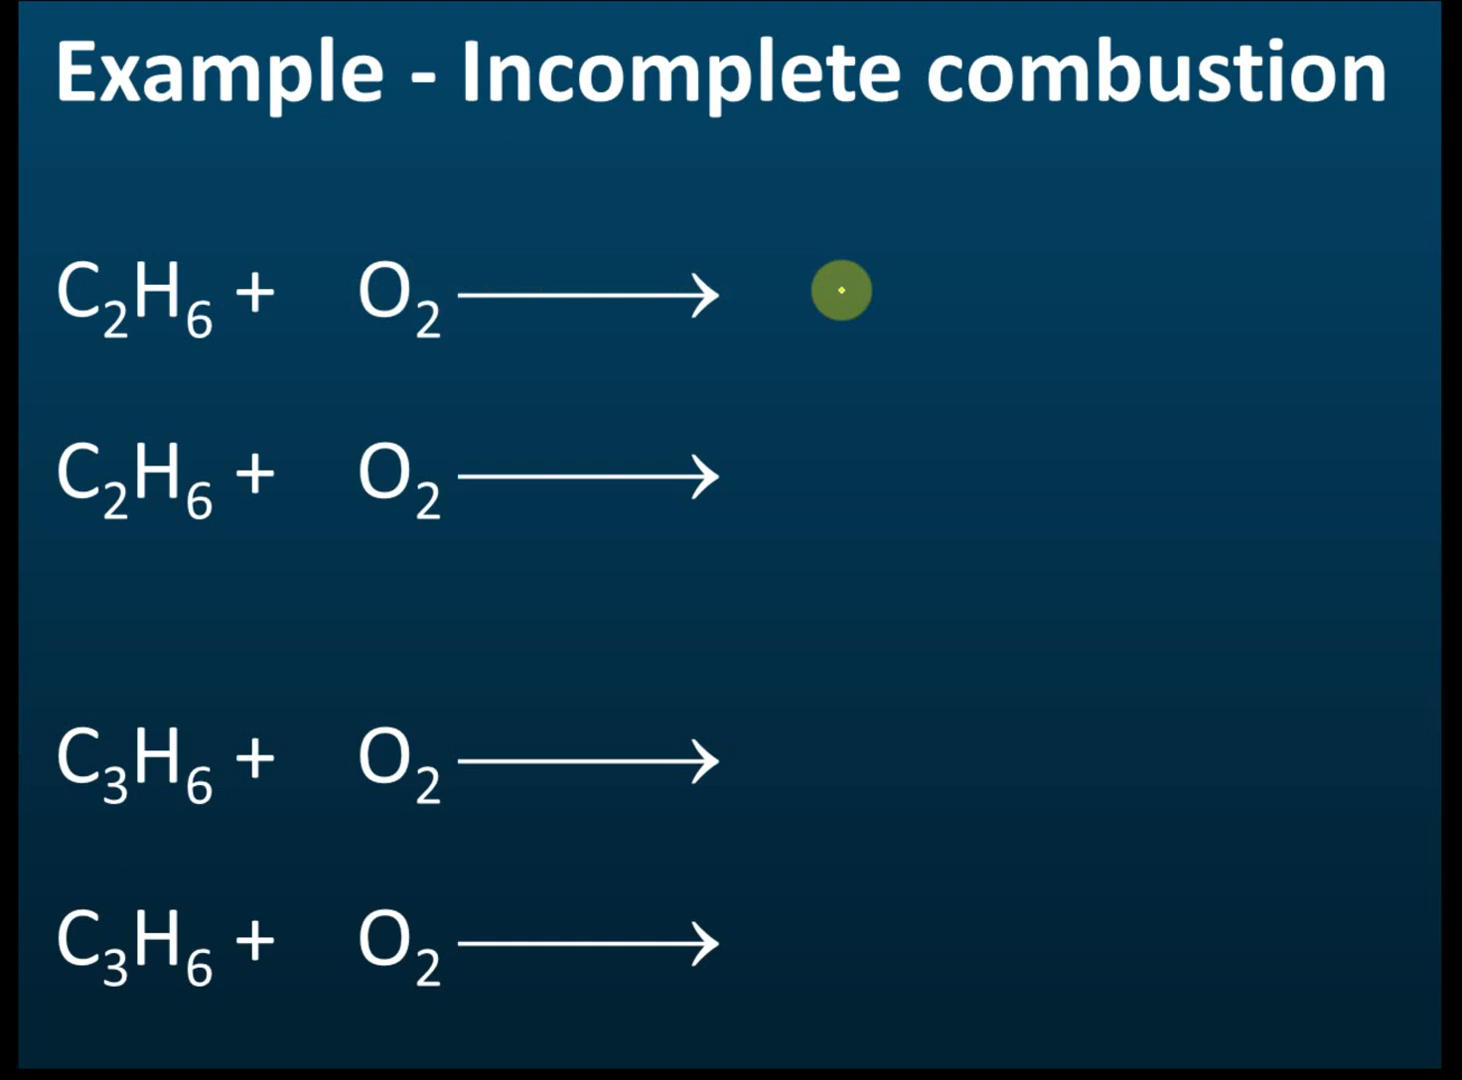 Example - Incomplete combustion
C₂H₆ + O₂ ⟶
C₂H₆ + O₂ ⟶
C₃H₆ + O₂ ⟶
C₃H₆ + O₂ ⟶